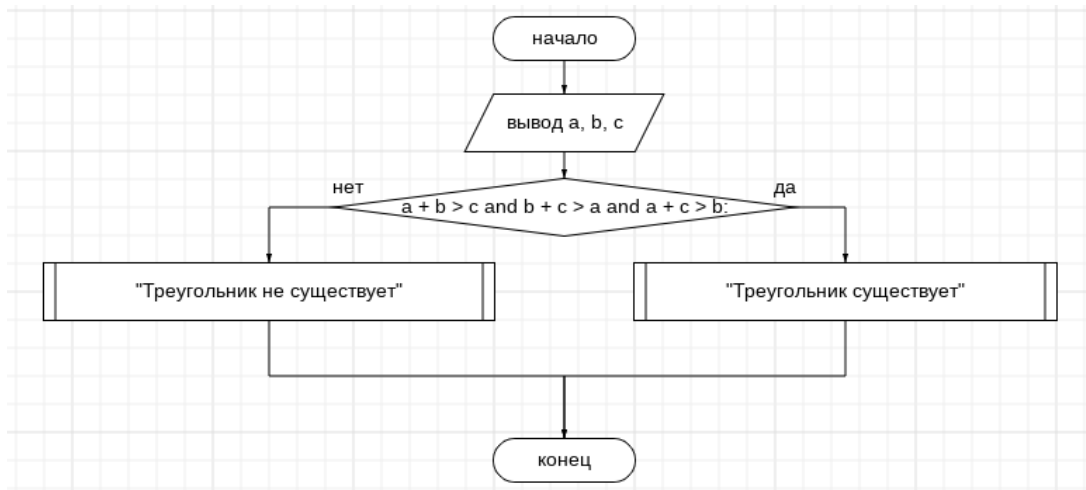 начало
вывод a, b, c
нет
да
a + b > c and b + c > a and a + c > b:
"Треугольник не существует"
"Треугольник существует"
конец